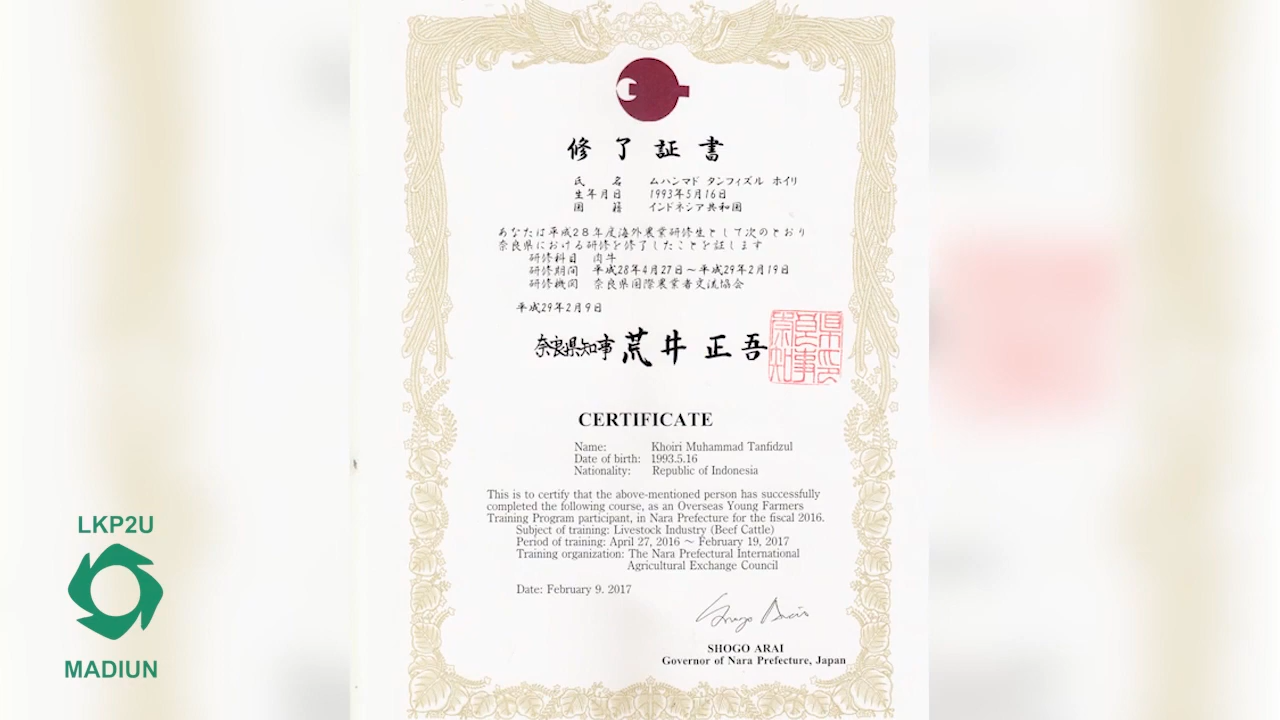 修了証書
氏 名 ムハンマド タンフィズル ホイリ
生年月日 1993年5月16日
国 籍 インドネシア共和国
あなたは平成28年度海外農業研修生として次のとおり
奈良県における研修を修了したことを証します
研修科目 肉牛
研修期間 平成28年4月27日～平成29年2月19日
研修機関 奈良県国際農業者交流協会
平成29年2月9日
奈良県知事 荒井正吾
奈良県知事之印
CERTIFICATE
Name: Khoiri Muhammad Tanfidzul
Date of birth: 1993.5.16
Nationality: Republic of Indonesia
This is to certify that the above-mentioned person has successfully
completed the following course, as an Overseas Young Farmers
Training Program participant, in Nara Prefecture for the fiscal 2016.
Subject of training: Livestock Industry (Beef Cattle)
Period of training: April 27, 2016 ～ February 19, 2017
Training organization: The Nara Prefectural International
Agricultural Exchange Council
Date: February 9. 2017
Shogo Arai
SHOGO ARAI
Governor of Nara Prefecture, Japan
LKP2U
MADIUN